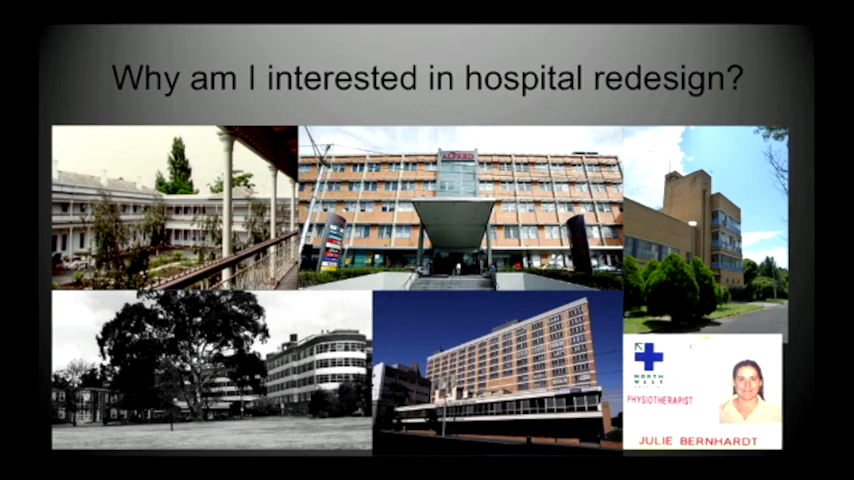 Why am I interested in hospital redesign?
ALFRED
NORTH
WEST
PHYSIOTHERAPIST
JULIE BERNHARDT